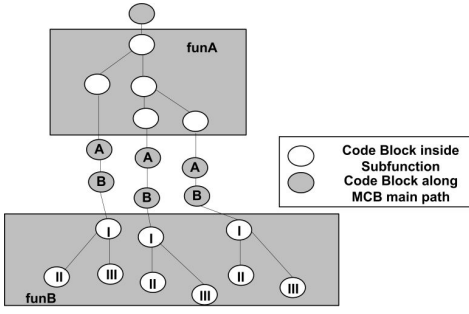 funA
A
A
A
B
B
B
Code Block inside
Subfunction
Code Block along
MCB main path
I
I
I
II
III
II
III
II
III
funB